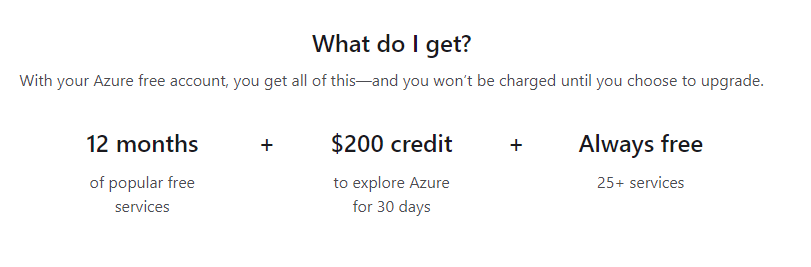 What do I get?
With your Azure free account, you get all of this—and you won't be charged until you choose to upgrade.
12 months + $200 credit + Always free
of popular free to explore Azure 25+ services
services for 30 days